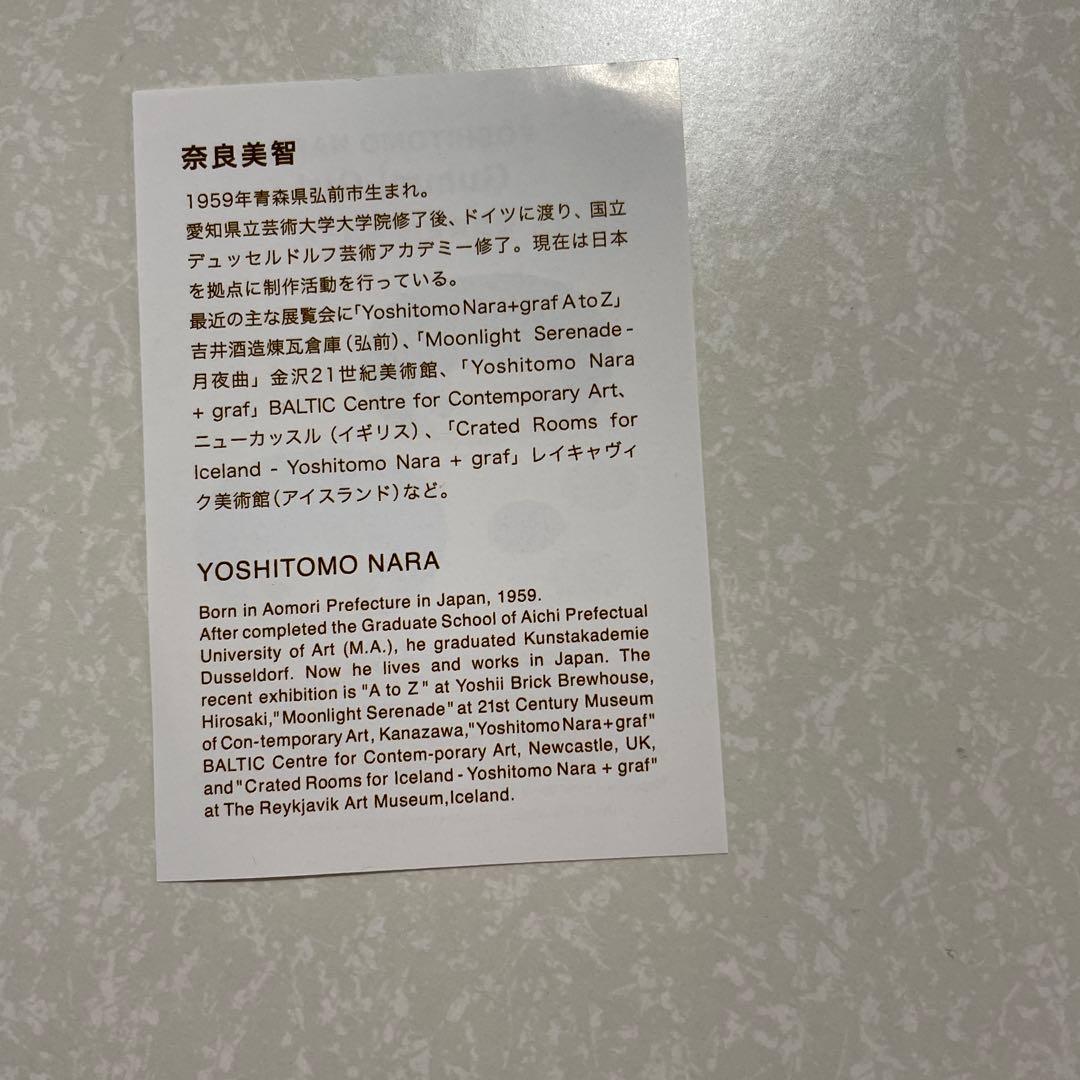 奈良美智
1959年青森県弘前市生まれ。
愛知県立芸術大学大学院修了後、ドイツに渡り、国立
デュッセルドルフ芸術アカデミー修了。現在は日本
を拠点に制作活動を行っている。
最近の主な展覧会に「Yoshitomo Nara+graf A to Z」
吉井酒造煉瓦倉庫(弘前)、「Moonlight Serenade -
月夜曲」金沢21世紀美術館、「Yoshitomo Nara
+ graf」BALTIC Centre for Contemporary Art、
ニューカッスル(イギリス)、「Crated Rooms for
Iceland - Yoshitomo Nara + graf」レイキャヴィ
ク美術館(アイスランド)など。
YOSHITOMO NARA
Born in Aomori Prefecture in Japan, 1959.
After completed the Graduate School of Aichi Prefectual
University of Art (M.A.), he graduated Kunstakademie
Dusseldorf. Now he lives and works in Japan. The
recent exhibition is "A to Z" at Yoshii Brick Brewhouse,
Hirosaki,"Moonlight Serenade" at 21st Century Museum
of Con-temporary Art, Kanazawa,"Yoshitomo Nara+graf"
BALTIC Centre for Contem-porary Art, Newcastle, UK,
and "Crated Rooms for Iceland - Yoshitomo Nara + graf"
at The Reykjavik Art Museum,Iceland.